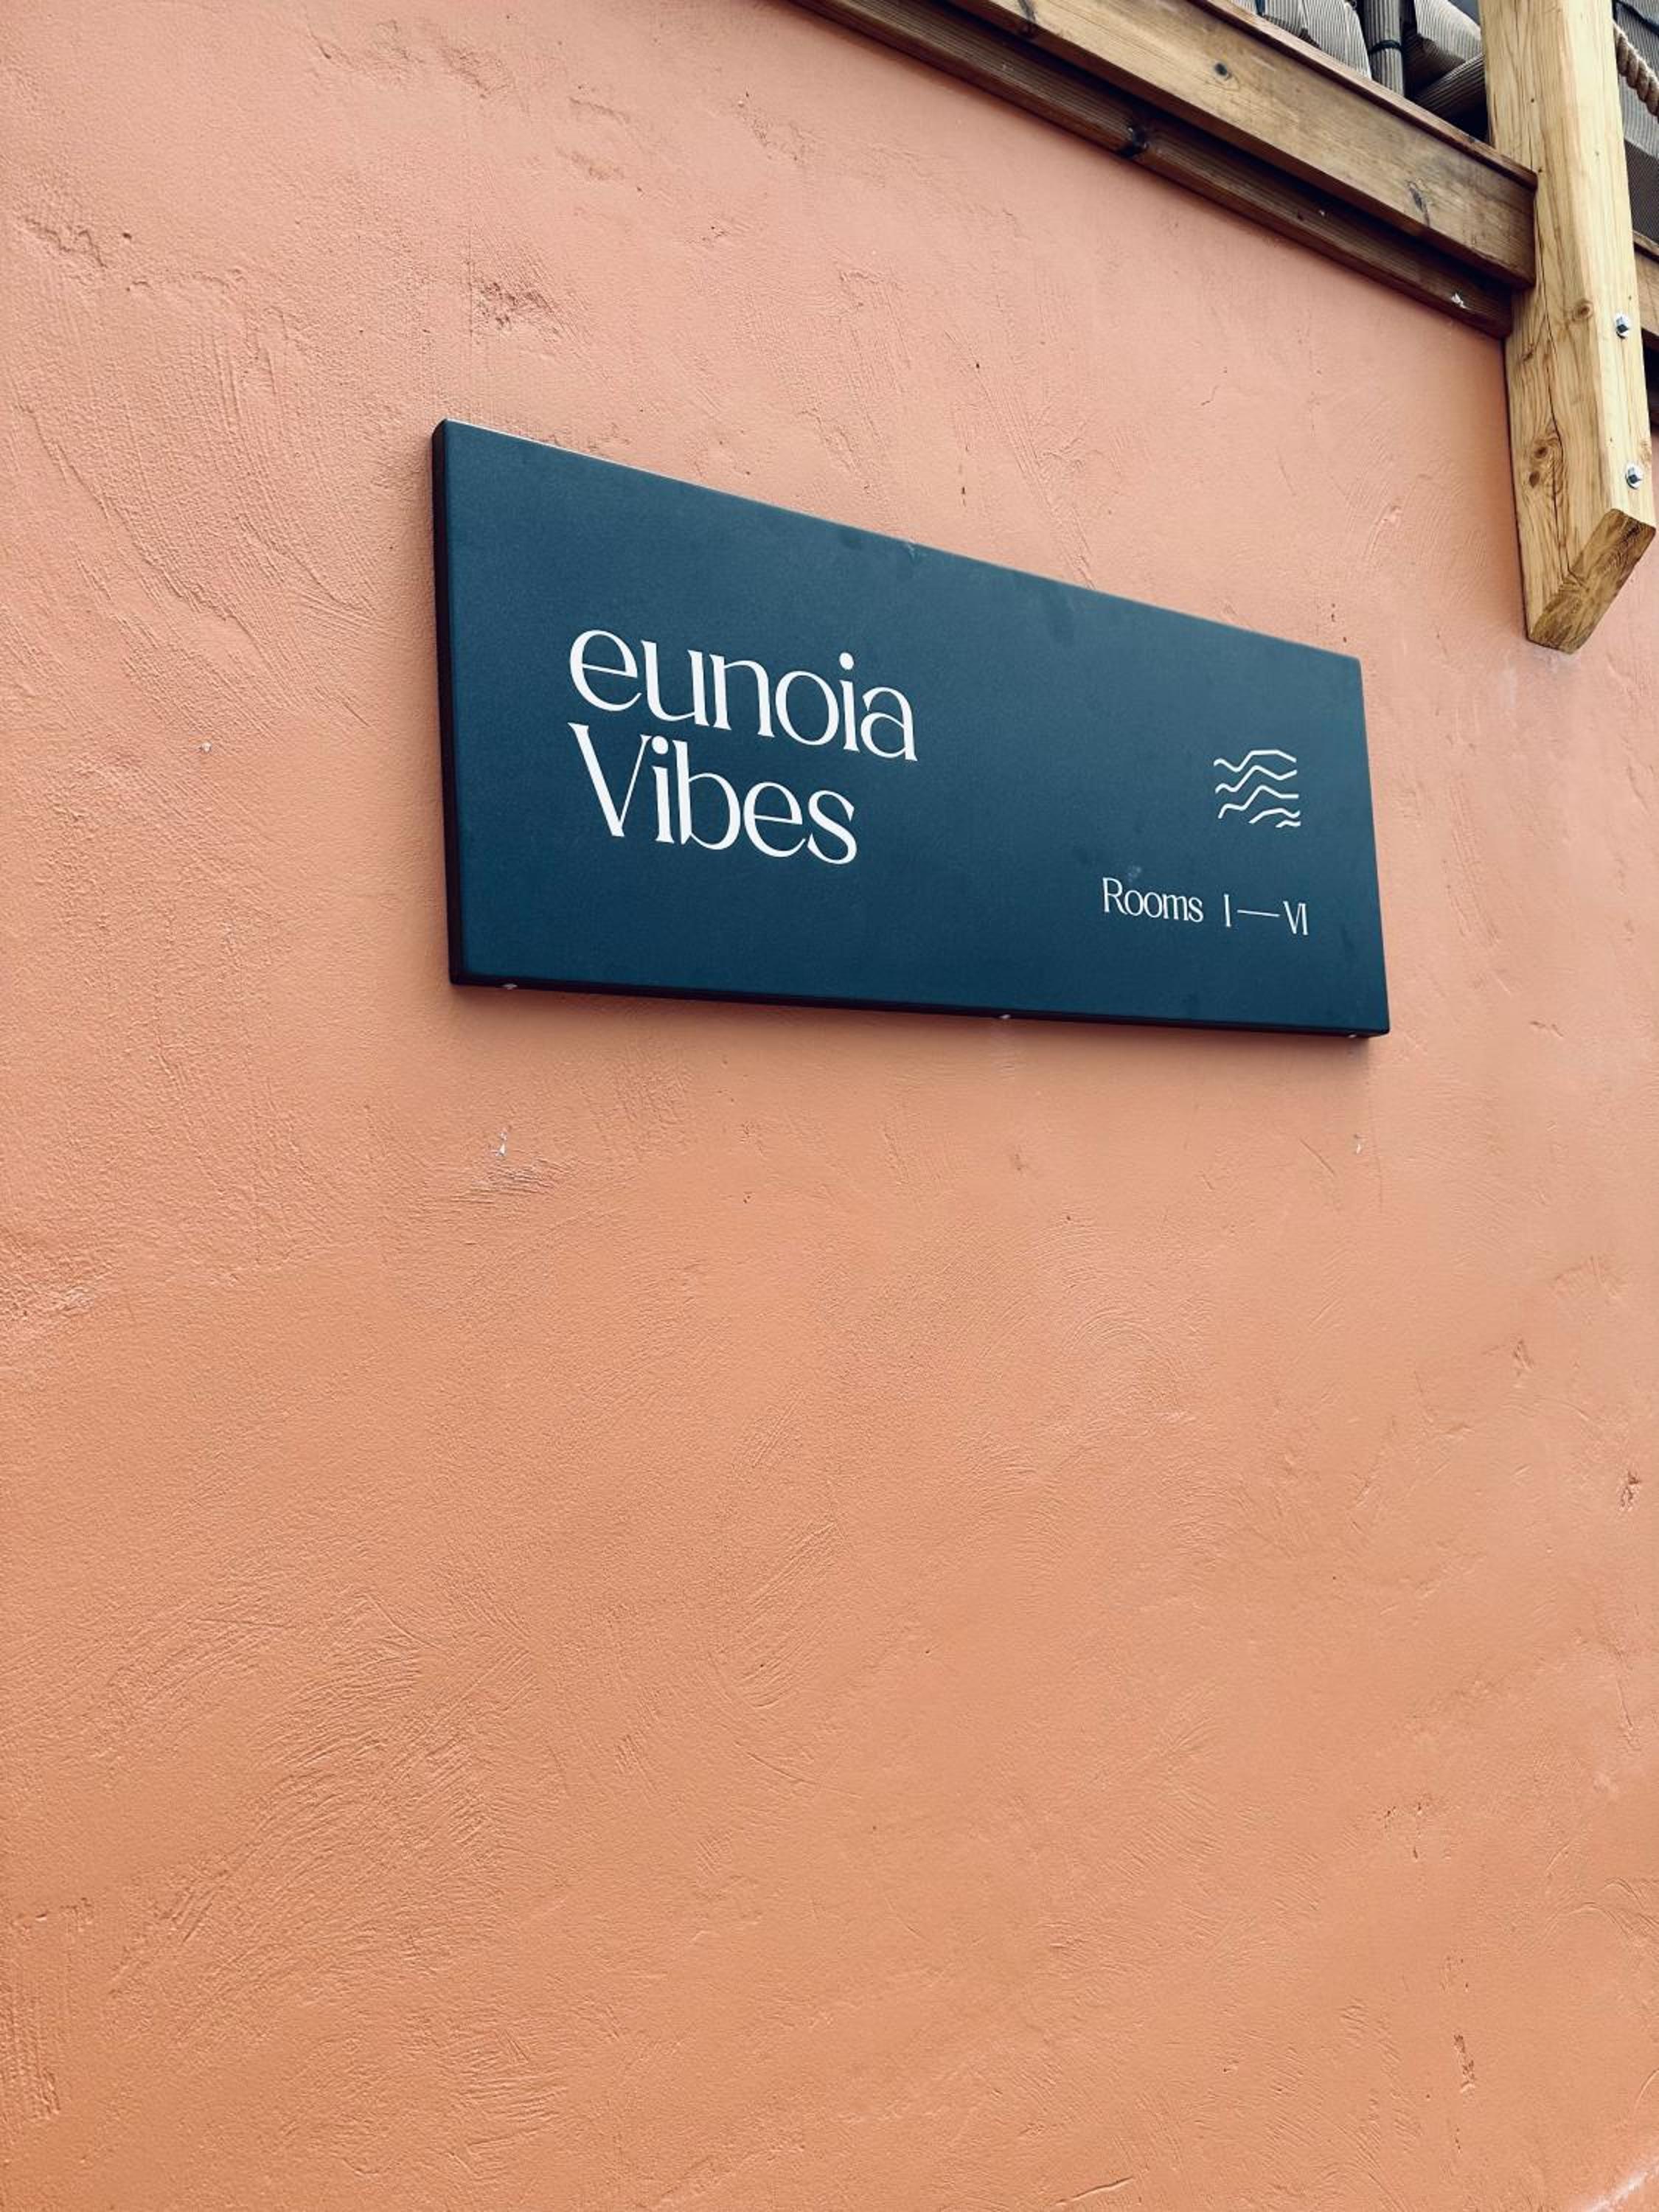 eunoia
Vibes
Rooms I — VI